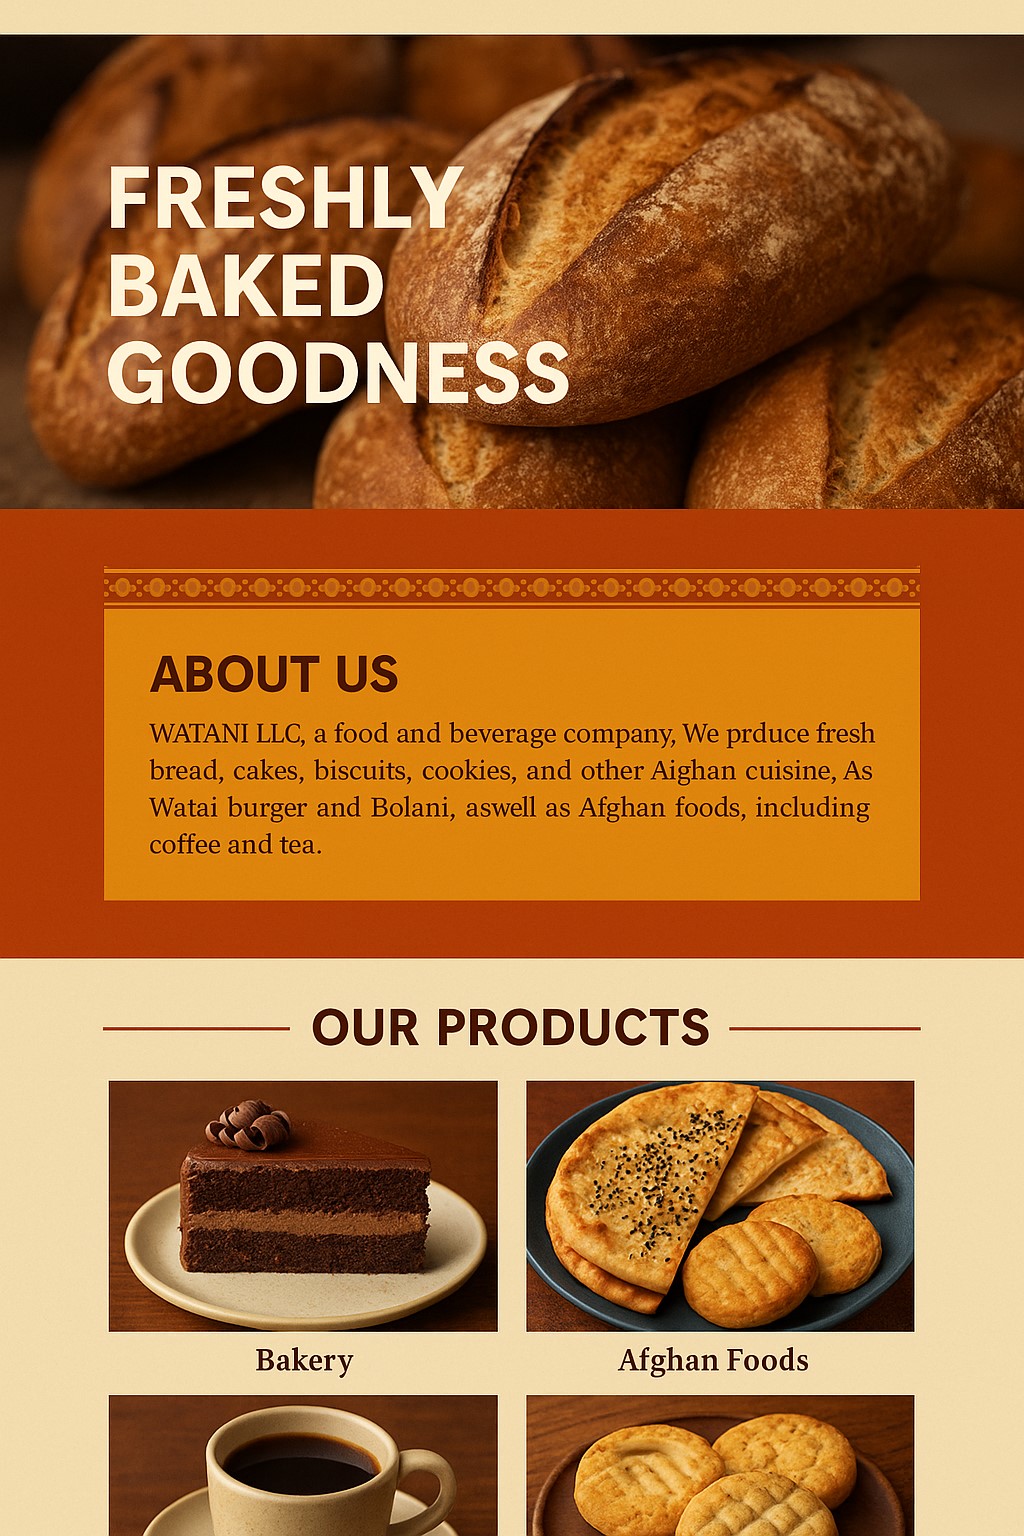 FRESHLY
BAKED
GOODNESS
ABOUT US
WATANI LLC, a food and beverage company, We prduce fresh
bread, cakes, biscuits, cookies, and other Aighan cuisine, As
Watai burger and Bolani, aswell as Afghan foods, including
coffee and tea.
OUR PRODUCTS
Bakery
Afghan Foods